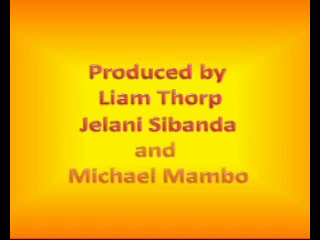 Produced by
Liam Thorp
Jelani Sibanda
and
Michael Mambo